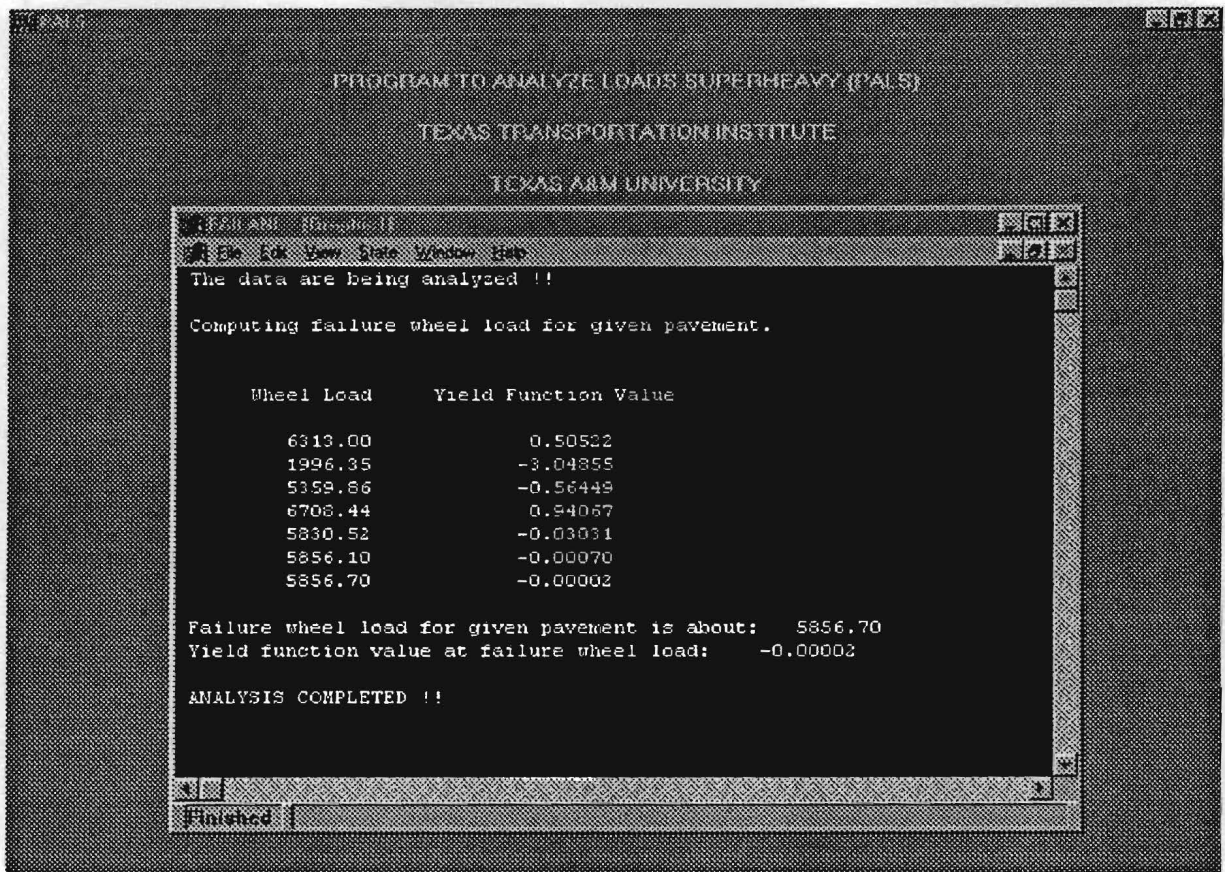 PALS
PROGRAM TO ANALYZE LOADS SUPERHEAVY (PALS)
TEXAS TRANSPORTATION INSTITUTE
TEXAS A&M UNIVERSITY
File Edit View State Window Help
The data are being analyzed !!
Computing failure wheel load for given pavement.
Wheel Load Yield Function Value
6313.00 0.50522
1996.35 -3.04855
5359.86 -0.56449
6708.44 0.94067
5830.52 -0.03031
5856.10 -0.00070
5856.70 -0.00002
Failure wheel load for given pavement is about: 5856.70
Yield function value at failure wheel load: -0.00002
ANALYSIS COMPLETED !!
Finished